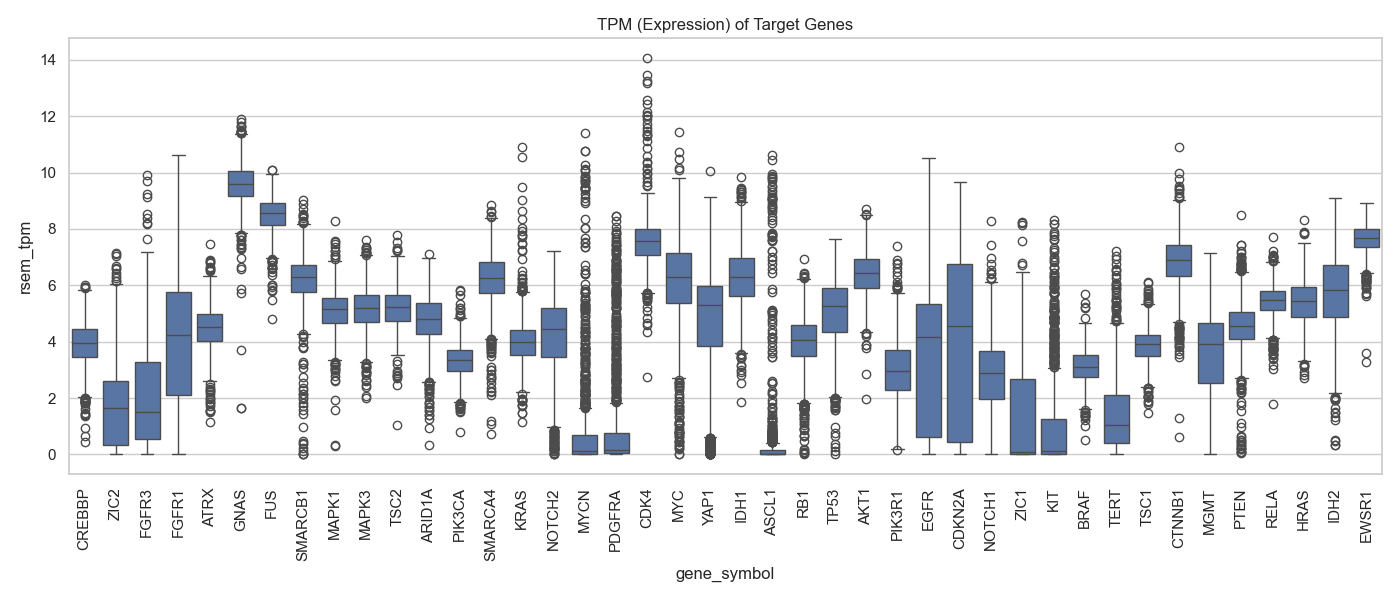 TPM (Expression) of Target Genes
rsem_tpm
14
12
10
8
6
4
2
0
CREBBP
ZIC2
FGFR3
FGFR1
ATRX
GNAS
FUS
SMARCB1
MAPK1
MAPK3
TSC2
ARID1A
PIK3CA
SMARCA4
KRAS
NOTCH2
MYCN
PDGFRA
CDK4
MYC
YAP1
IDH1
ASCL1
RB1
TP53
AKT1
PIK3R1
EGFR
CDKN2A
NOTCH1
ZIC1
KIT
BRAF
TERT
TSC1
CTNNB1
MGMT
PTEN
RELA
HRAS
IDH2
EWSR1
gene_symbol